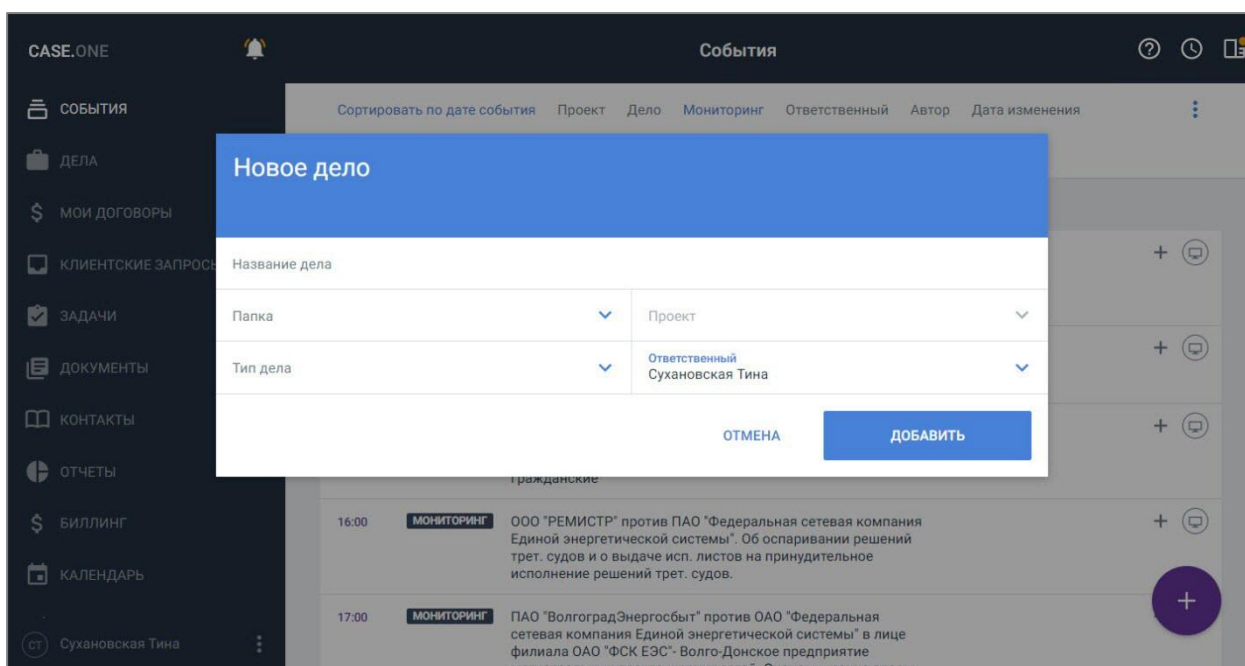 CASE.ONE
События
СОБЫТИЯ
Сортировать по дате события Проект Дело Мониторинг Ответственный Автор Дата изменения
ДЕЛА
Новое дело
МОИ ДОГОВОРЫ
КЛИЕНТСКИЕ ЗАПРОСЫ
Название дела
ЗАДАЧИ
Папка
Проект
ДОКУМЕНТЫ
Тип дела
Ответственный
Сухановская Тина
КОНТАКТЫ
ОТМЕНА
ДОБАВИТЬ
ОТЧЕТЫ
Гражданские
БИЛЛИНГ
16:00 МОНИТОРИНГ ООО "РЕМИСТР" против ПАО "Федеральная сетевая компания
Единой энергетической системы". Об оспаривании решений
трет. судов и о выдаче исп. листов на принудительное
исполнение решений трет. судов.
КАЛЕНДАРЬ
17:00 МОНИТОРИНГ ПАО "ВолгоградЭнергосбыт" против ОАО "Федеральная
сетевая компания Единой энергетической системы" в лице
филиала ОАО "ФСК ЕЭС"- Волго-Донское предприятие
СТ Сухановская Тина